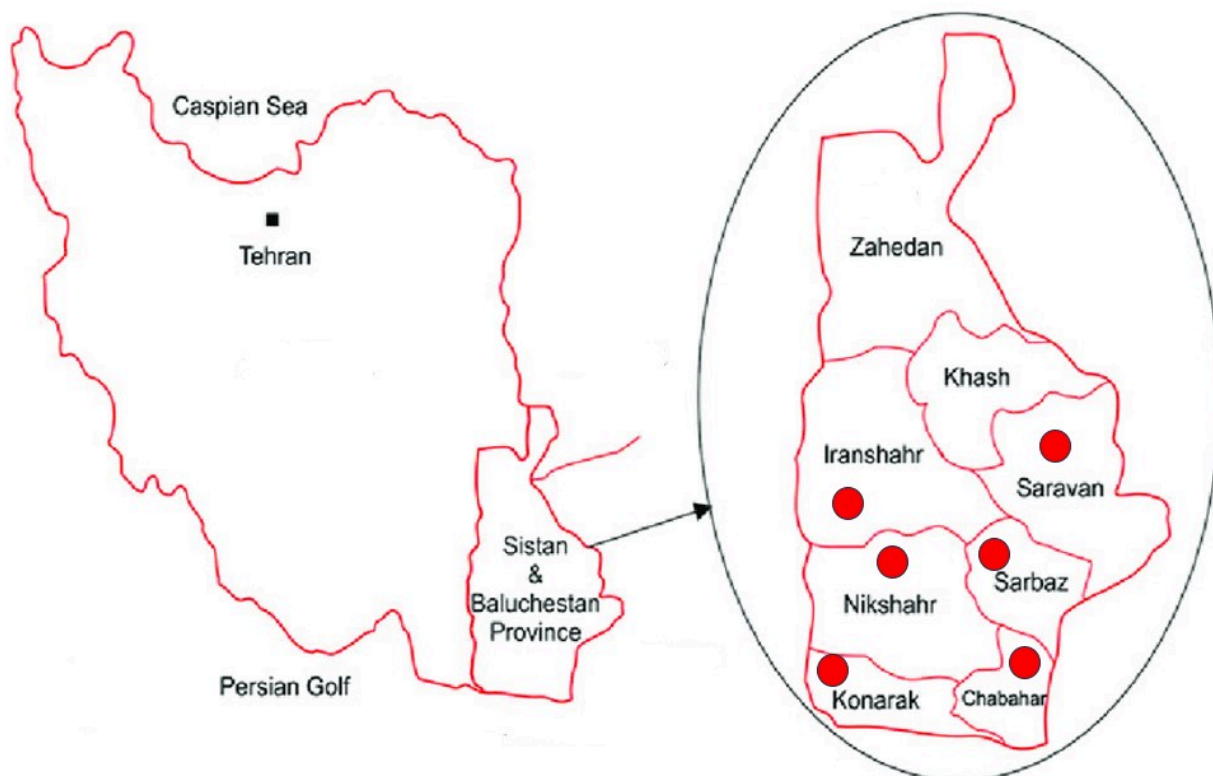 Caspian Sea
Tehran
Sistan
&
Baluchestan
Province
Persian Golf
Zahedan
Khash
Iranshahr
Saravan
Nikshahr
Sarbaz
Konarak
Chabahar